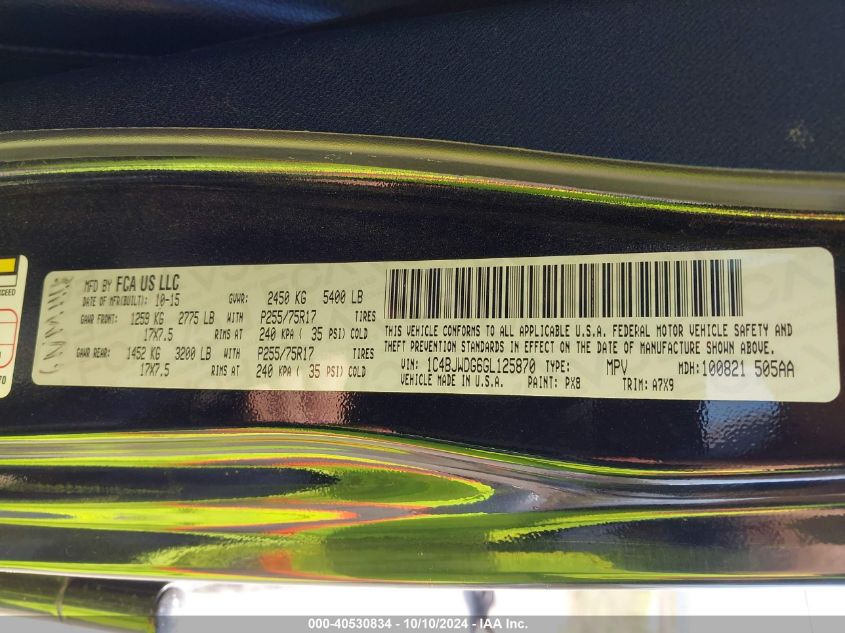 MFD BY FCA US LLC
DATE OF MFR(BUILT): 10-15 GVWR: 2450 KG 5400 LB
GAWR FRONT: 1259 KG 2775 LB WITH P255/75R17 TIRES
17X7.5 RIMS AT 240 KPA ( 35 PSI) COLD
GAWR REAR: 1452 KG 3200 LB WITH P255/75R17 TIRES
17X7.5 RIMS AT 240 KPA ( 35 PSI) COLD
THIS VEHICLE CONFORMS TO ALL APPLICABLE U.S.A. FEDERAL MOTOR VEHICLE SAFETY AND
THEFT PREVENTION STANDARDS IN EFFECT ON THE DATE OF MANUFACTURE SHOWN ABOVE.
VIN: 1C4BJWDG6GL125870 TYPE: MPV MDH: 100821 505AA
VEHICLE MADE IN U.S.A. PAINT: PX8 TRIM: A7X9
000-40530834 - 10/10/2024 - IAA Inc.